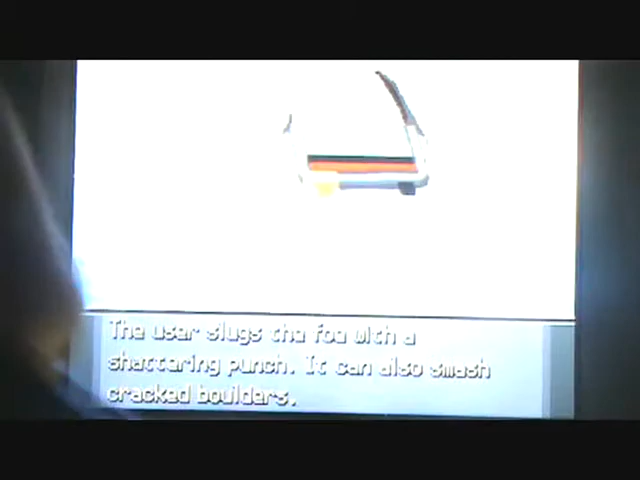 The user slugs the foe with a
shattering punch. It can also smash
cracked boulders.